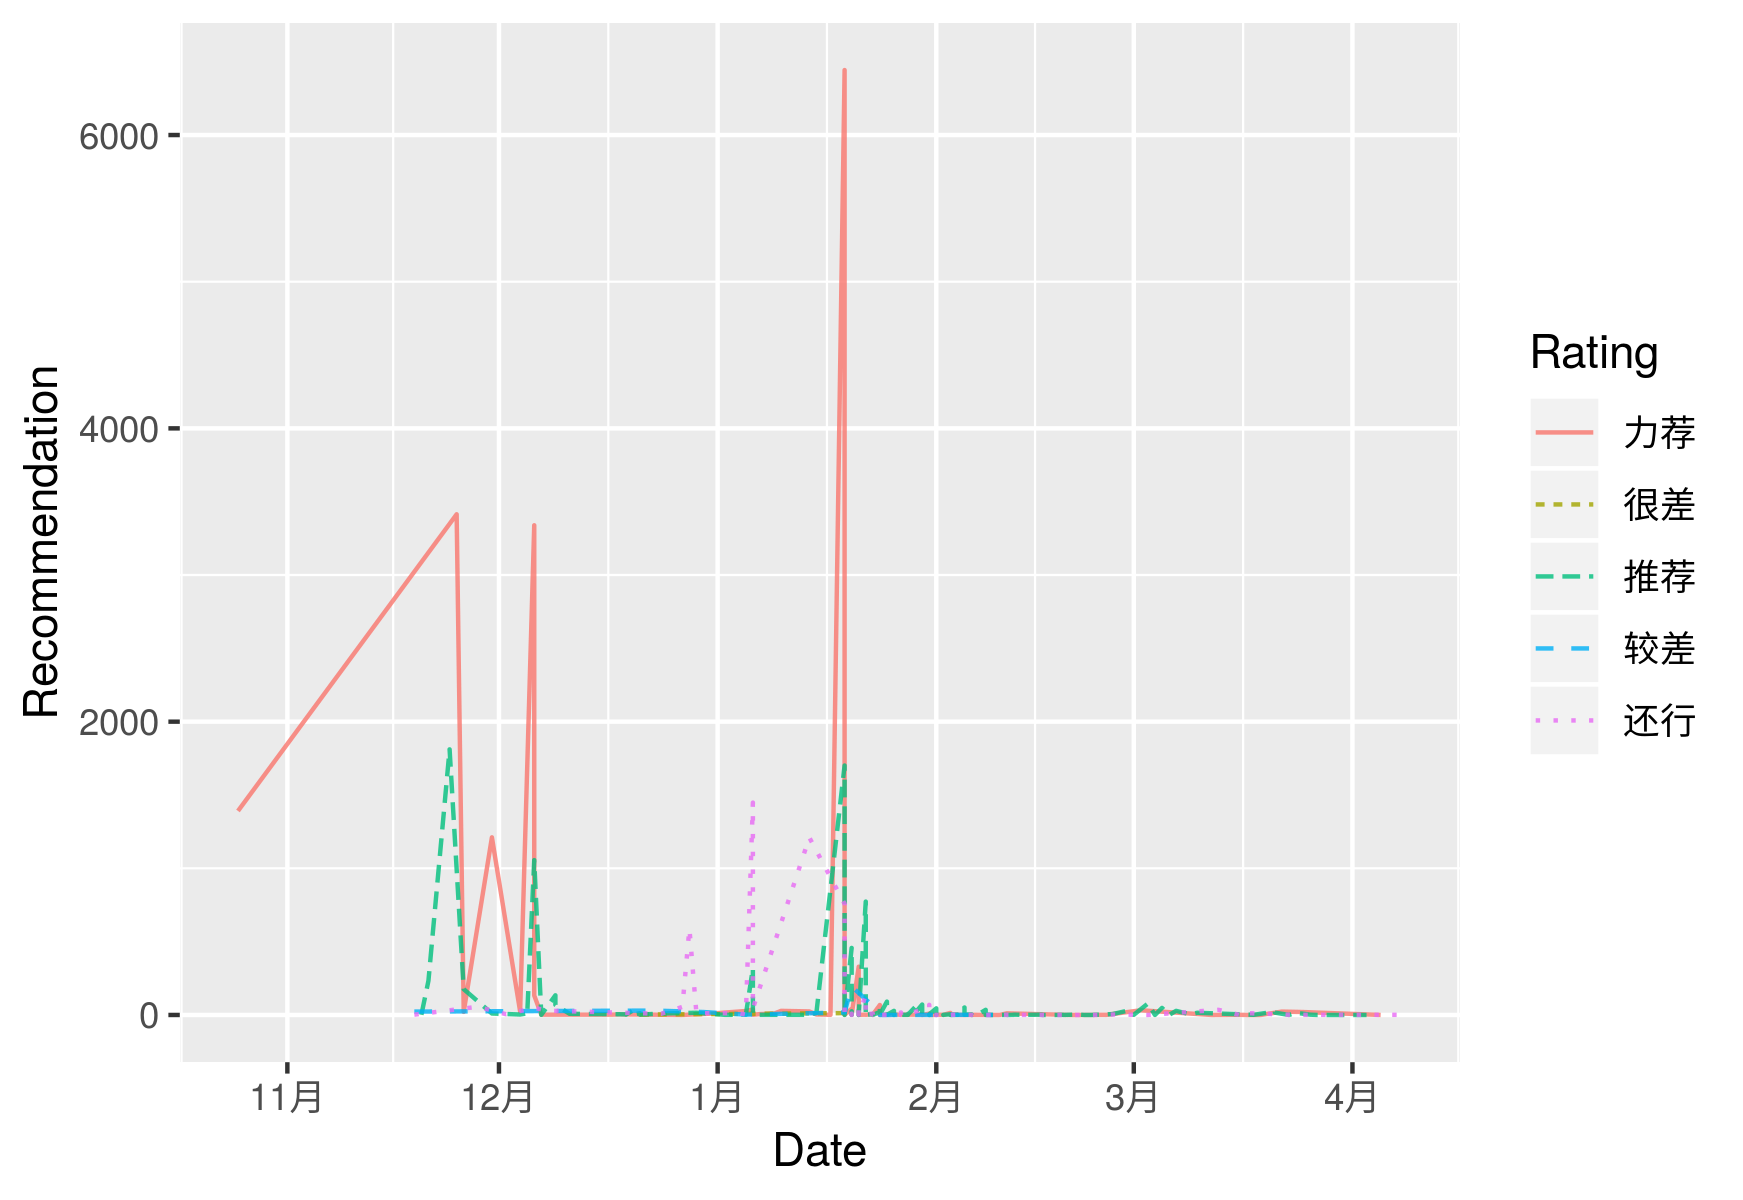 Recommendation
6000
4000
2000
0
11月
12月
1月
2月
3月
4月
Date
Rating
力荐
很差
推荐
较差
还行